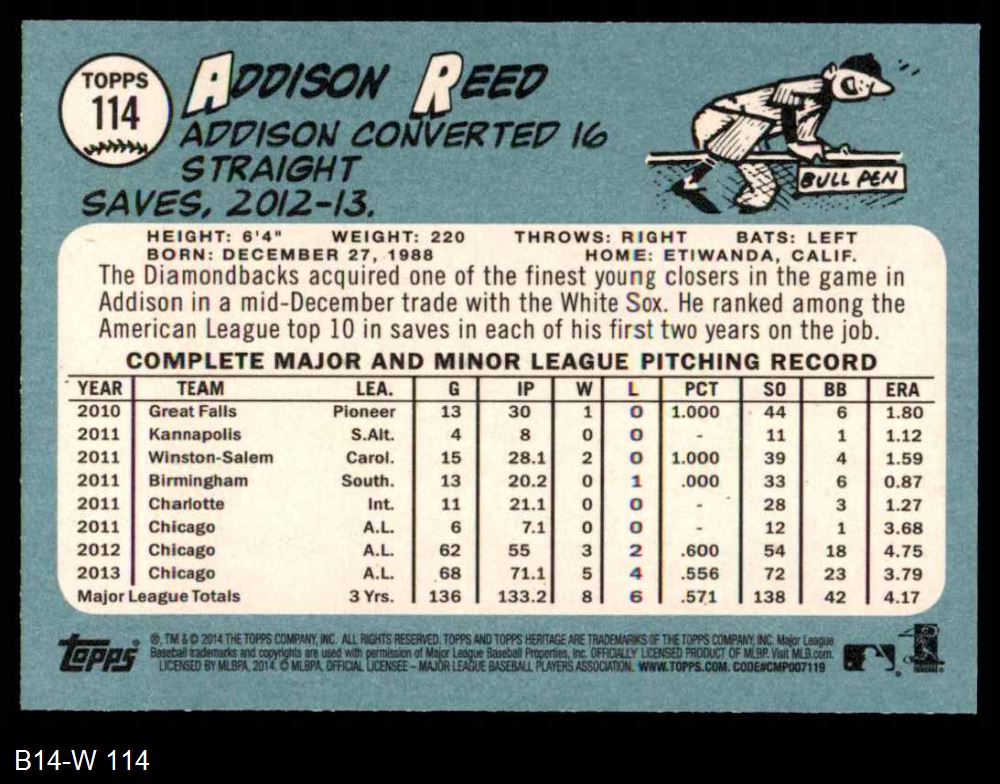 TOPPS
114
ADDISON REED
ADDISON CONVERTED 16
STRAIGHT
SAVES, 2012-13.
BULL PEN
HEIGHT: 6'4" WEIGHT: 220 THROWS: RIGHT BATS: LEFT
BORN: DECEMBER 27, 1988 HOME: ETIWANDA, CALIF.
The Diamondbacks acquired one of the finest young closers in the game in
Addison in a mid-December trade with the White Sox. He ranked among the
American League top 10 in saves in each of his first two years on the job.
COMPLETE MAJOR AND MINOR LEAGUE PITCHING RECORD
YEAR TEAM LEA. G IP W L PCT SO BB ERA
2010 Great Falls Pioneer 13 30 1 0 1.000 44 6 1.80
2011 Kannapolis S.Alt. 4 8 0 0 - 11 1 1.12
2011 Winston-Salem Carol. 15 28.1 2 0 1.000 39 4 1.59
2011 Birmingham South. 13 20.2 0 1 .000 33 6 0.87
2011 Charlotte Int. 11 21.1 0 0 - 28 3 1.27
2011 Chicago A.L. 6 7.1 0 0 - 12 1 3.68
2012 Chicago A.L. 62 55 3 2 .600 54 18 4.75
2013 Chicago A.L. 68 71.1 5 4 .556 72 23 3.79
Major League Totals 3 Yrs. 136 133.2 8 6 .571 138 42 4.17
topps
®, TM & © 2014 THE TOPPS COMPANY, INC. ALL RIGHTS RESERVED. TOPPS AND TOPPS HERITAGE ARE TRADEMARKS OF THE TOPPS COMPANY, INC. Major League
Baseball trademarks and copyrights are used with permission of Major League Baseball Properties, Inc. OFFICIALLY LICENSED PRODUCT OF MLBP. Visit MLB.com.
LICENSED BY MLBPA, 2014. © MLBPA, OFFICIAL LICENSEE – MAJOR LEAGUE BASEBALL PLAYERS ASSOCIATION. WWW.TOPPS.COM. CODE#CMP007119
B14-W 114